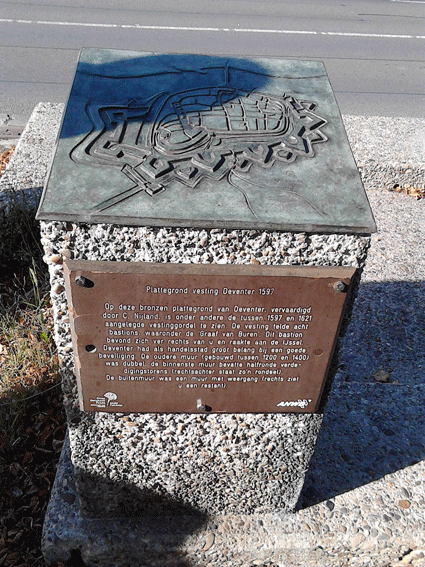 Plattegrond vesting Deventer 1597
Op deze bronzen plattegrond van Deventer, vervaardigd
door C. Nijland, is onder andere de tussen 1597 en 1621
aangelegde vestinggordel te zien. De vesting telde acht
bastions, waaronder de Graaf van Buren. Dit bastion
bevond zich ver rechts van u en raakte aan de IJssel.
Deventer had als handelsstad groot belang bij een goede
beveiliging. De oudere muur (gebouwd tussen 1200 en 1400)
was dubbel; de binnenste muur bevatte halfronde verde-
digingstorens (rechtsachter staat zo'n rondeel).
De buitenmuur was een muur met weergang (rechts ziet
u een restant).
ANWB